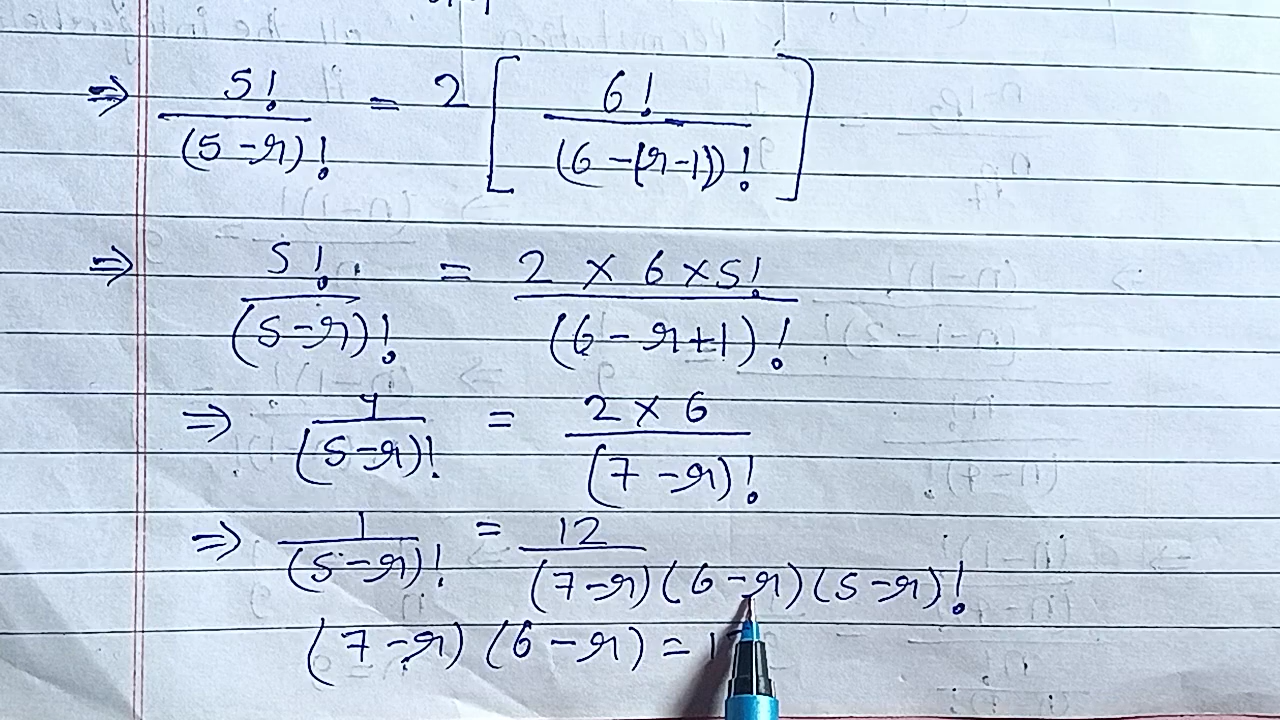 ⇒ 5!/(5-r)! = 2 [ 6!/(6-(r-1))! ]
⇒ 5!/(5-r)! = 2 × 6 × 5!/(6-r+1)!
⇒ 1/(5-r)! = 2 × 6/(7-r)!
⇒ 1/(5-r)! = 12/(7-r)(6-r)(5-r)!
(7-r)(6-r) =